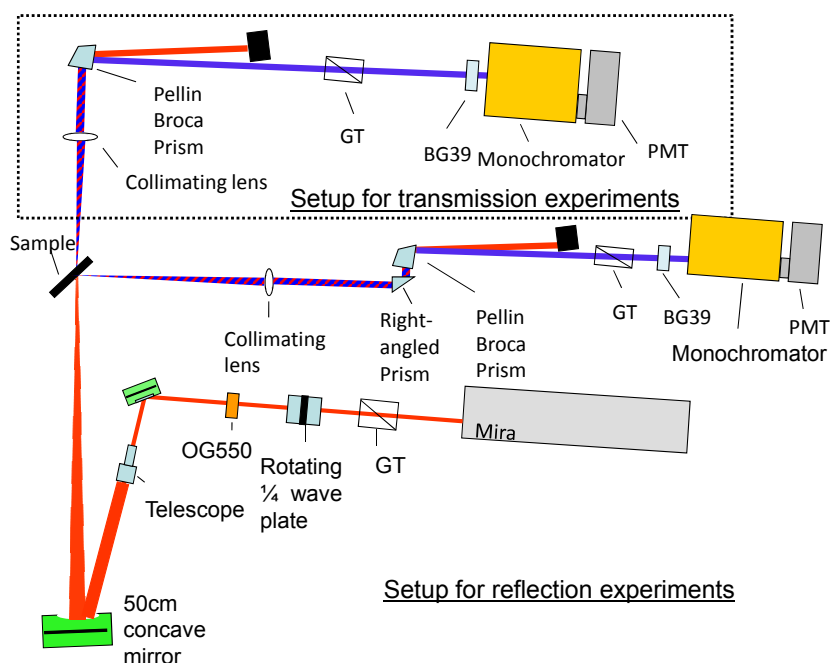 Pellin
Broca
Prism
GT
BG39
Monochromator
PMT
Collimating lens
Setup for transmission experiments
Sample
Collimating
lens
Right-
angled
Prism
Pellin
Broca
Prism
GT
BG39
PMT
Monochromator
Mira
OG550
Rotating
¼ wave
plate
GT
Telescope
Setup for reflection experiments
50cm
concave
mirror